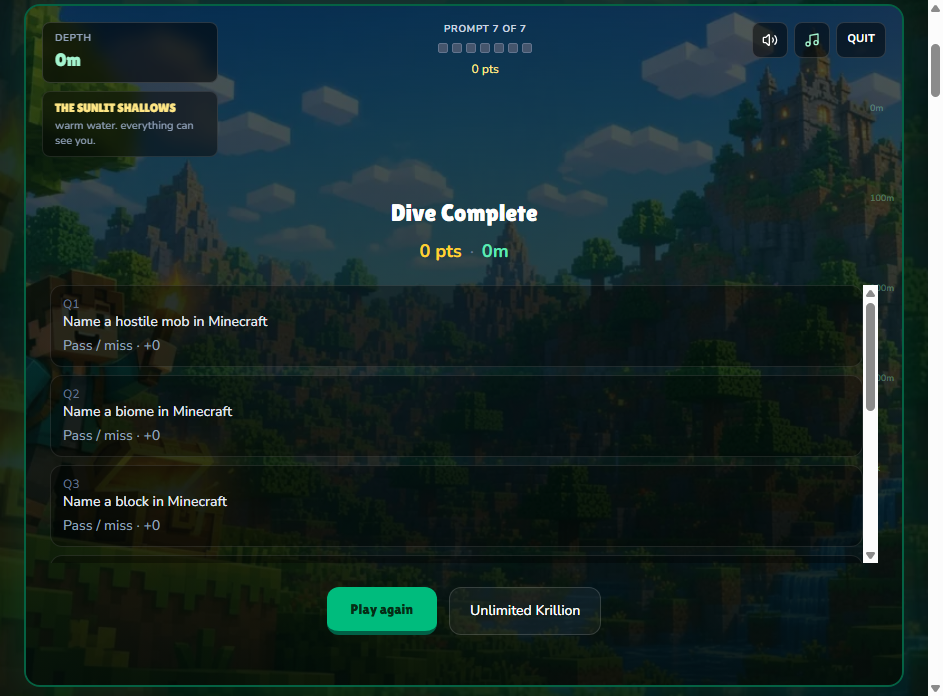 DEPTH
0m
THE SUNLIT SHALLOWS
warm water. everything can
see you.
PROMPT 7 OF 7
0 pts
QUIT
0m
100m
Dive Complete
0 pts · 0m
Q1
Name a hostile mob in Minecraft
Pass / miss · +0
Q2
Name a biome in Minecraft
Pass / miss · +0
Q3
Name a block in Minecraft
Pass / miss · +0
Play again
Unlimited Krillion